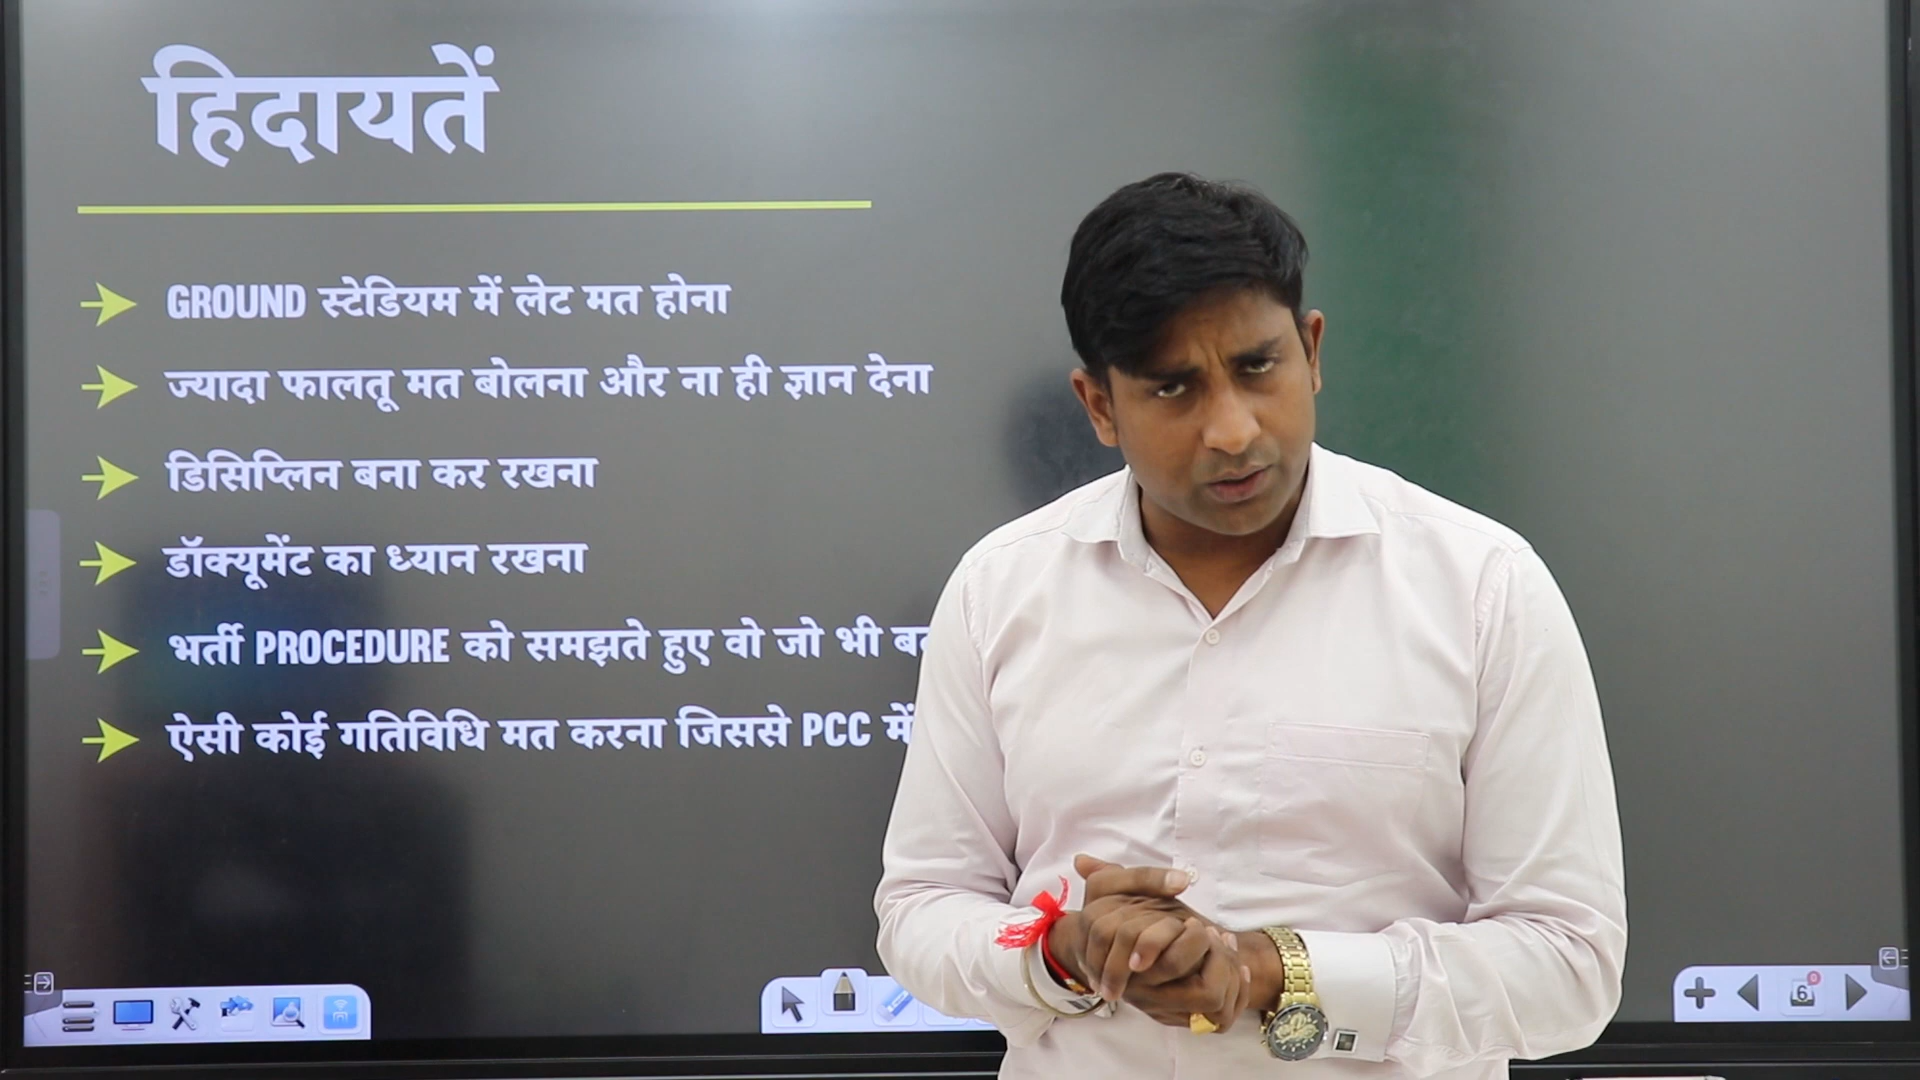 हिदायतें
GROUND स्टेडियम में लेट मत होना
ज्यादा फालतू मत बोलना और ना ही ज्ञान देना
डिसिप्लिन बना कर रखना
डॉक्यूमेंट का ध्यान रखना
भर्ती PROCEDURE को समझते हुए वो जो भी
ऐसी कोई गतिविधि मत करना जिससे PCC में
6